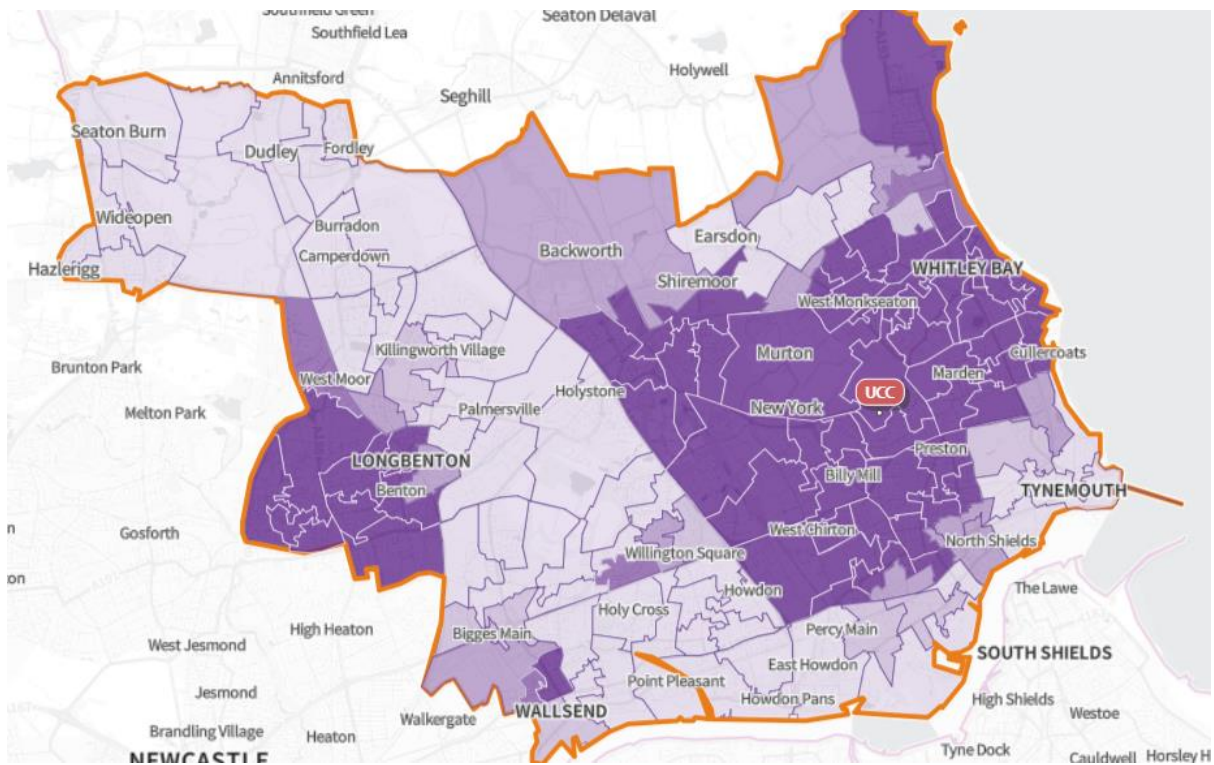 Southfield Green
Seaton Delaval
Southfield Lea
Annitsford
Holywell
Seghill
Seaton Burn
Dudley
Fordley
Wideopen
Burradon
Earsdon
Camperdown
Backworth
Hazlerigg
Shiremoor
WHITLEY BAY
West Monkseaton
Killingworth Village
Murton
Cullercoats
Brunton Park
West Moor
Marden
Holystone
UCC
Melton Park
Palmersville
New York
Preston
LONGBENTON
Billy Mill
Benton
TYNEMOUTH
n
Gosforth
West Chirton
North Shields
Willington Square
on
Howdon
The Lawe
Holy Cross
High Heaton
Bigges Main
Percy Main
West Jesmond
SOUTH SHIELDS
East Howdon
Point Pleasant
Jesmond
Howdon Pans
High Shields
WALLSEND
Walkergate
Westoe
Brandling Village
Heaton
Tyne Dock
NEWCASTLE
Cauldwell
Horsley H